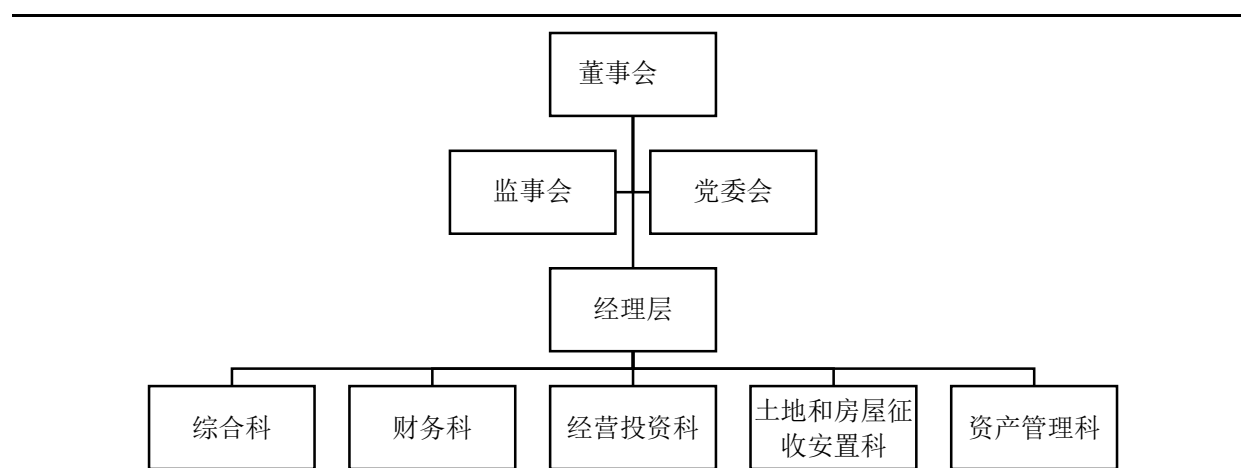 董事会
监事会
党委会
经理层
综合科
财务科
经营投资科
土地和房屋征
收安置科
资产管理科